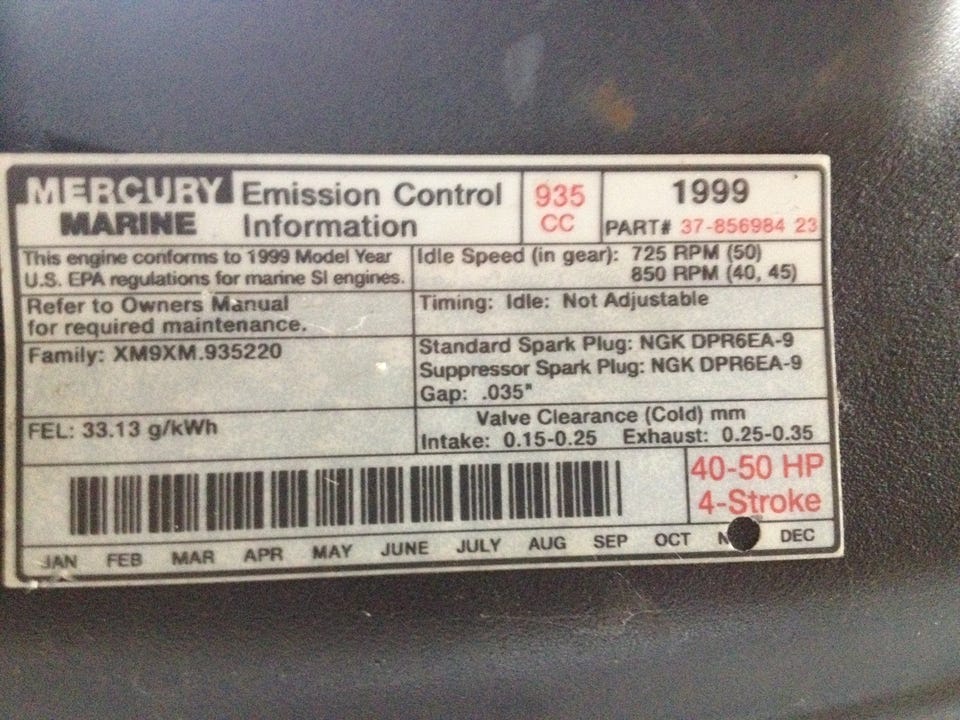 MERCURY MARINE
Emission Control Information
935 CC
1999
PART# 37-856984 23
This engine conforms to 1999 Model Year
U.S. EPA regulations for marine SI engines.
Idle Speed (in gear): 725 RPM (50)
850 RPM (40, 45)
Refer to Owners Manual
for required maintenance.
Timing: Idle: Not Adjustable
Family: XM9XM.935220
Standard Spark Plug: NGK DPR6EA-9
Suppressor Spark Plug: NGK DPR6EA-9
Gap: .035"
FEL: 33.13 g/kWh
Valve Clearance (Cold) mm
Intake: 0.15-0.25 Exhaust: 0.25-0.35
40-50 HP
4-Stroke
JAN FEB MAR APR MAY JUNE JULY AUG SEP OCT DEC